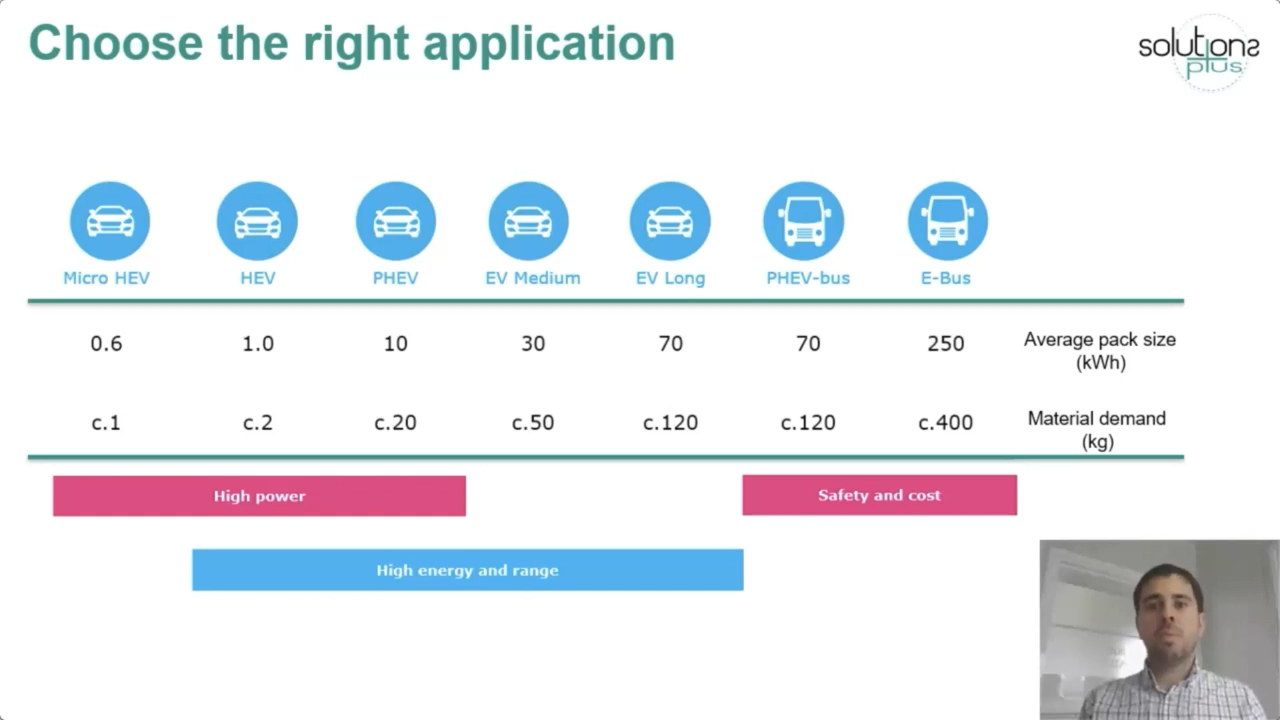 Choose the right application
solutions
plus
Micro HEV HEV PHEV EV Medium EV Long PHEV-bus E-Bus
0.6 1.0 10 30 70 70 250 Average pack size
(kWh)
c.1 c.2 c.20 c.50 c.120 c.120 c.400 Material demand
(kg)
High power Safety and cost
High energy and range